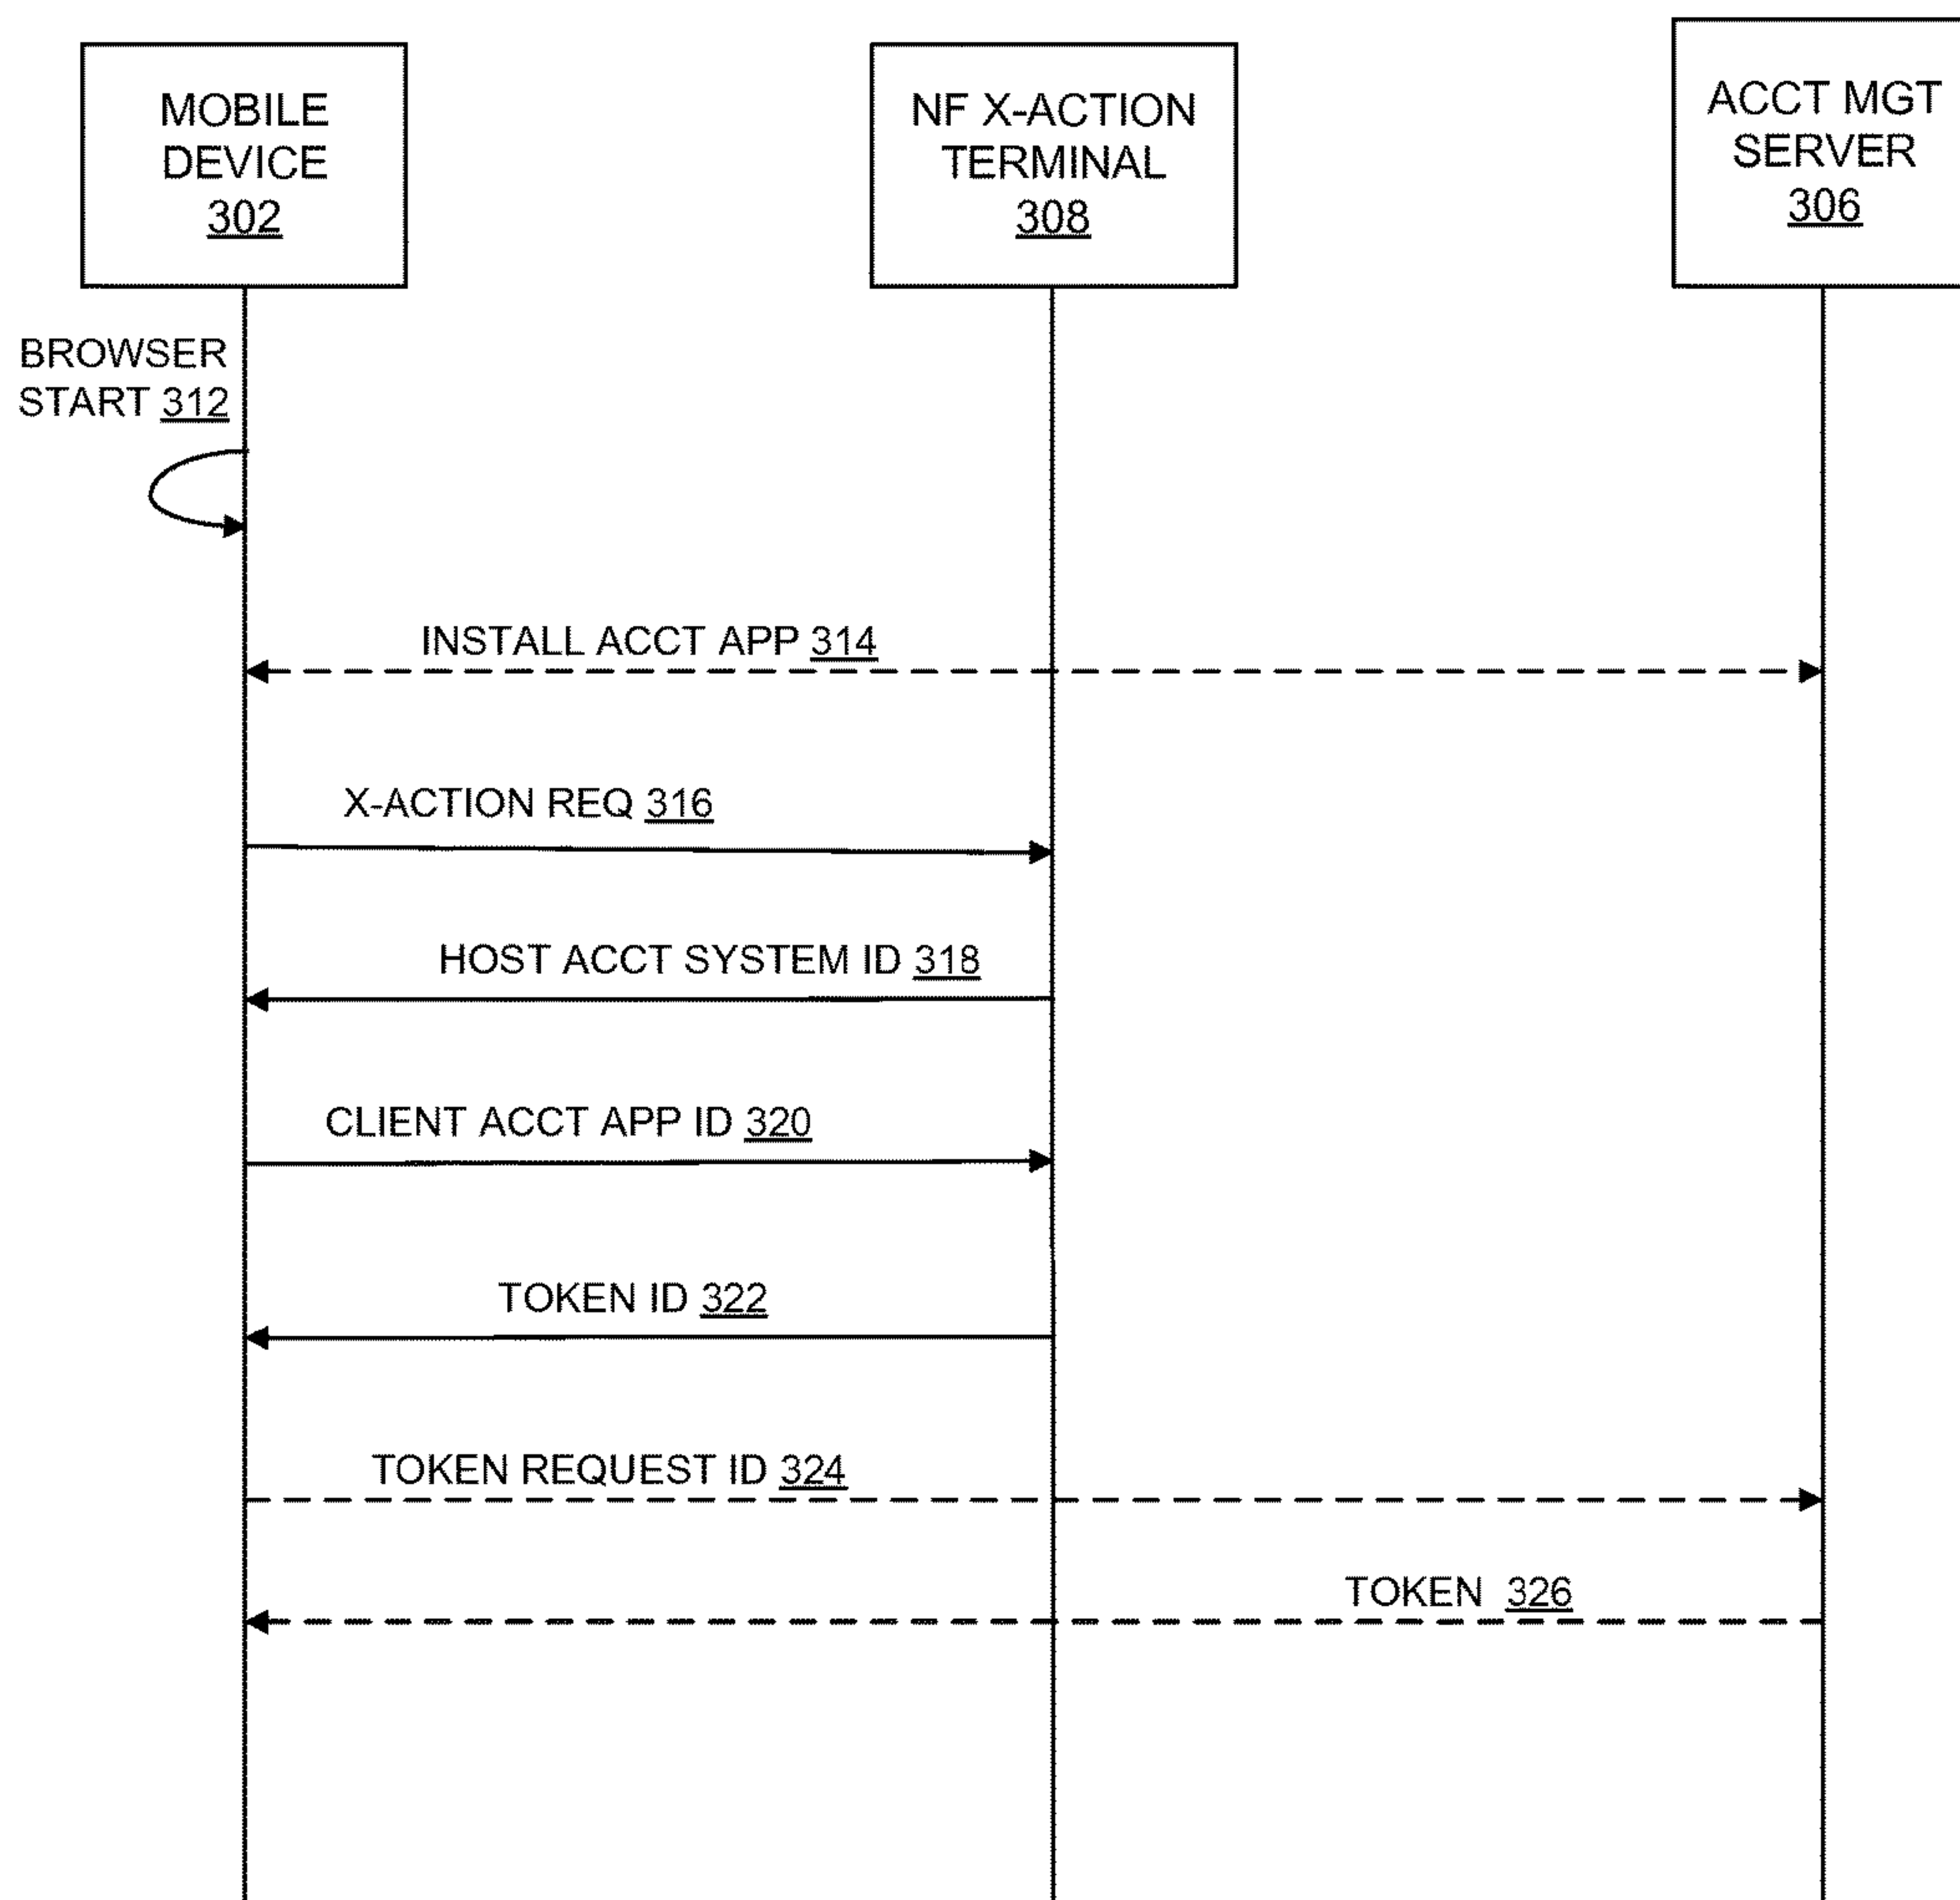 MOBILE
DEVICE
302
NF X-ACTION
TERMINAL
308
ACCT MGT
SERVER
306
BROWSER
START 312
INSTALL ACCT APP 314
X-ACTION REQ 316
HOST ACCT SYSTEM ID 318
CLIENT ACCT APP ID 320
TOKEN ID 322
TOKEN REQUEST ID 324
TOKEN 326